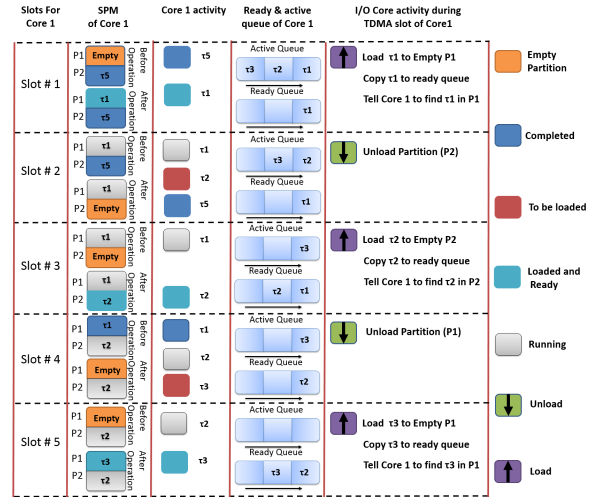 Slots For
Core 1
SPM
of Core 1
Core 1 activity
Ready & active
queue of Core 1
I/O Core activity during
TDMA slot of Core1
Slot # 1
P1 Empty
P2 τ5
Before
Operation
P1 τ1
P2 τ5
After
Operation
τ5
τ1
Active Queue
τ3 τ2 τ1
Ready Queue
τ1
Load τ1 to Empty P1
Copy τ1 to ready queue
Tell Core 1 to find τ1 in P1
Slot # 2
P1 τ1
P2 τ5
Before
Operation
P1 τ1
P2 Empty
After
Operation
τ1
τ2
τ5
Active Queue
τ3 τ2
Ready Queue
τ1
Unload Partition (P2)
Slot # 3
P1 τ1
P2 Empty
Before
Operation
P1 τ1
P2 τ2
After
Operation
τ1
τ2
Active Queue
τ3
Ready Queue
τ2 τ1
Load τ2 to Empty P2
Copy τ2 to ready queue
Tell Core 1 to find τ2 in P2
Slot # 4
P1 τ1
P2 τ2
Before
Operation
P1 Empty
P2 τ2
After
Operation
τ1
τ2
τ3
Active Queue
τ3
Ready Queue
τ2
Unload Partition (P1)
Slot # 5
P1 Empty
P2 τ2
Before
Operation
P1 τ3
P2 τ2
After
Operation
τ2
τ3
Active Queue
Ready Queue
τ3 τ2
Load τ3 to Empty P1
Copy τ3 to ready queue
Tell Core 1 to find τ3 in P1
Empty
Partition
Completed
To be loaded
Loaded and
Ready
Running
Unload
Load